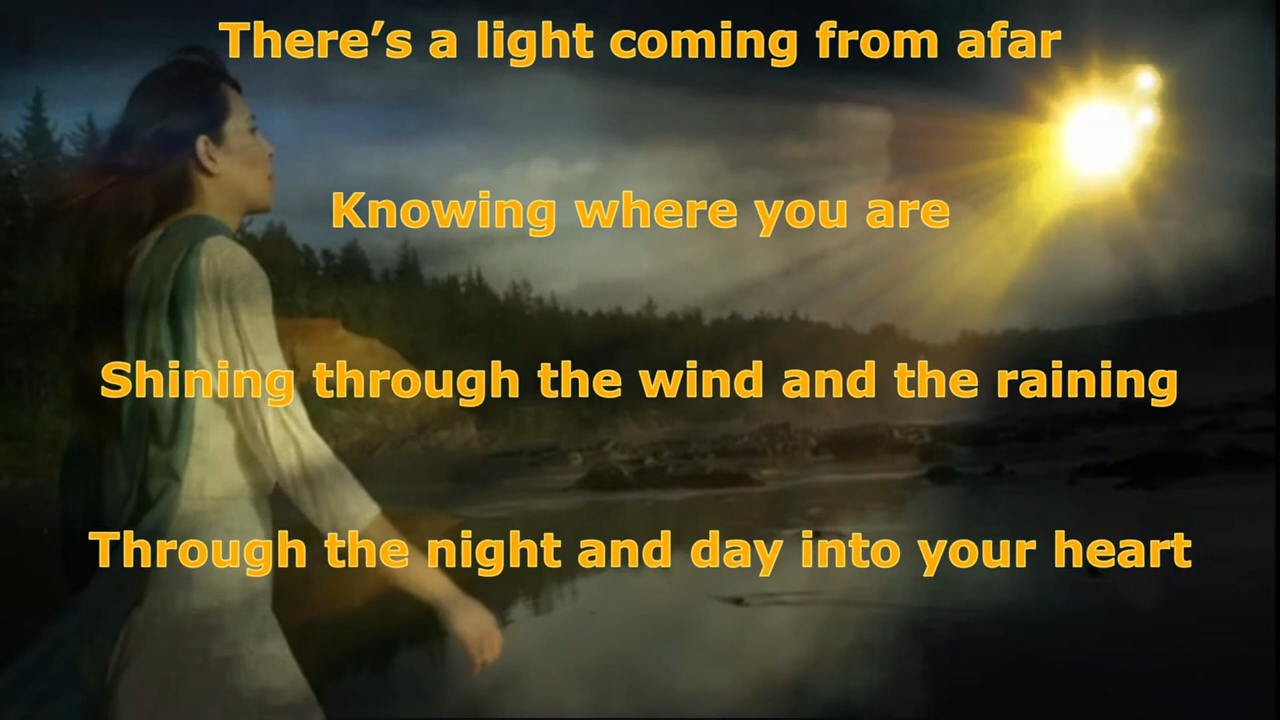 There’s a light coming from afar
Knowing where you are
Shining through the wind and the raining
Through the night and day into your heart